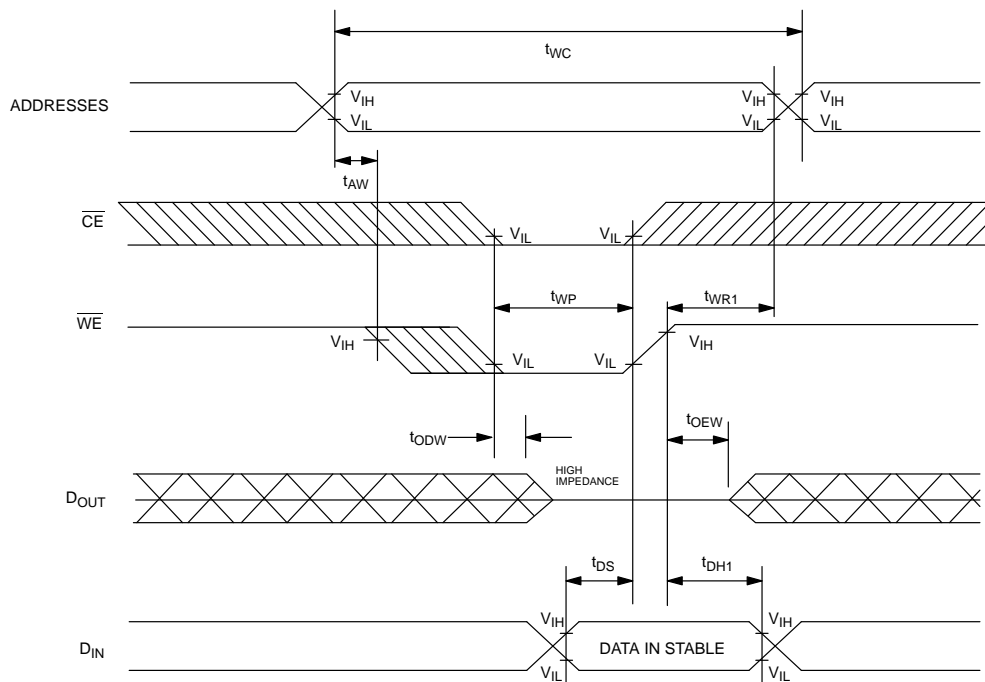 tWC
ADDRESSES
VIH
VIL
VIH
VIL
VIH
VIL
tAW
CE
VIL
VIL
tWP
tWR1
WE
VIH
VIL
VIL
VIH
tODW
tOEW
DOUT
HIGH
IMPEDANCE
tDS
tDH1
DIN
VIH
VIL
DATA IN STABLE
VIH
VIL